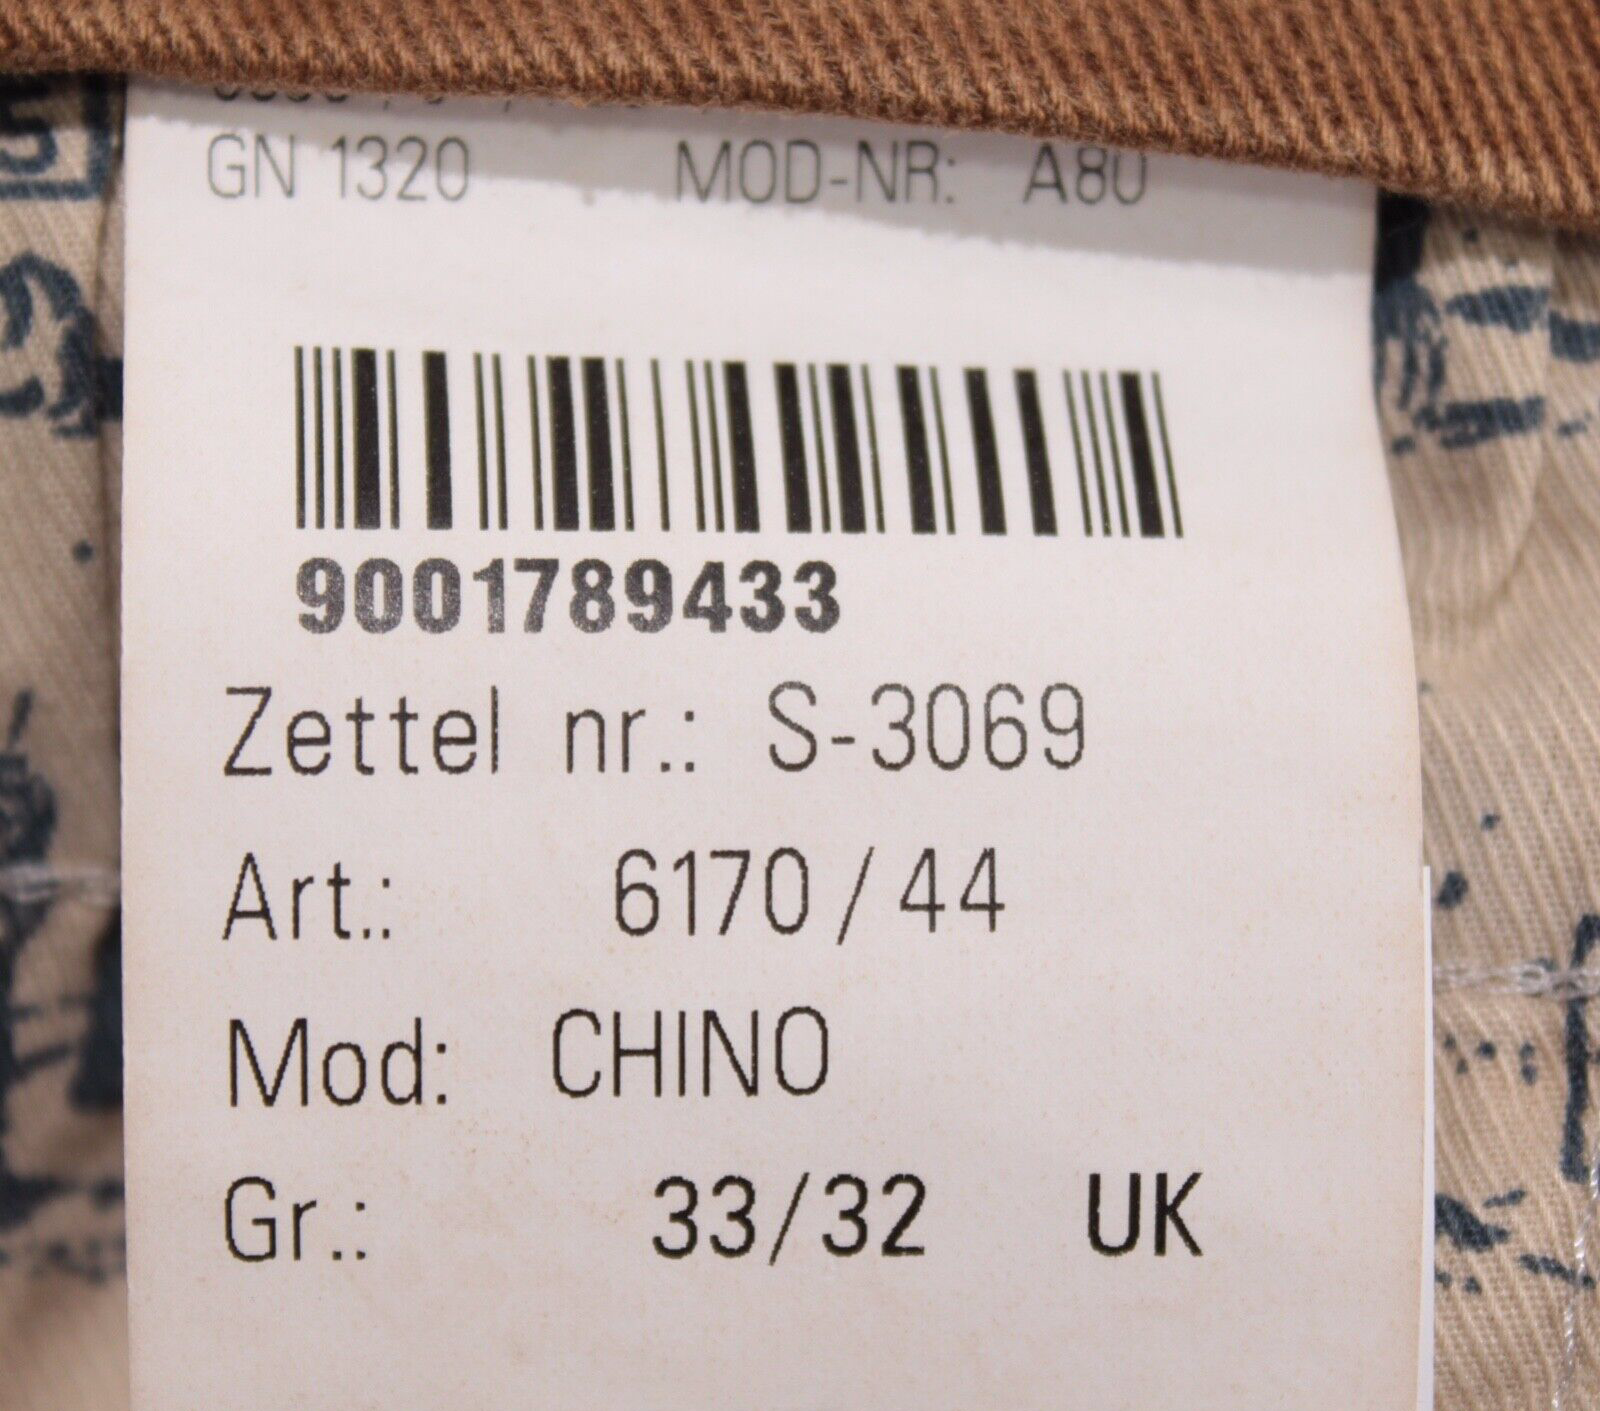 GN 1320 MOD-NR: A80
9001789433
Zettel nr.: S-3069
Art.: 6170/44
Mod: CHINO
Gr.: 33/32 UK